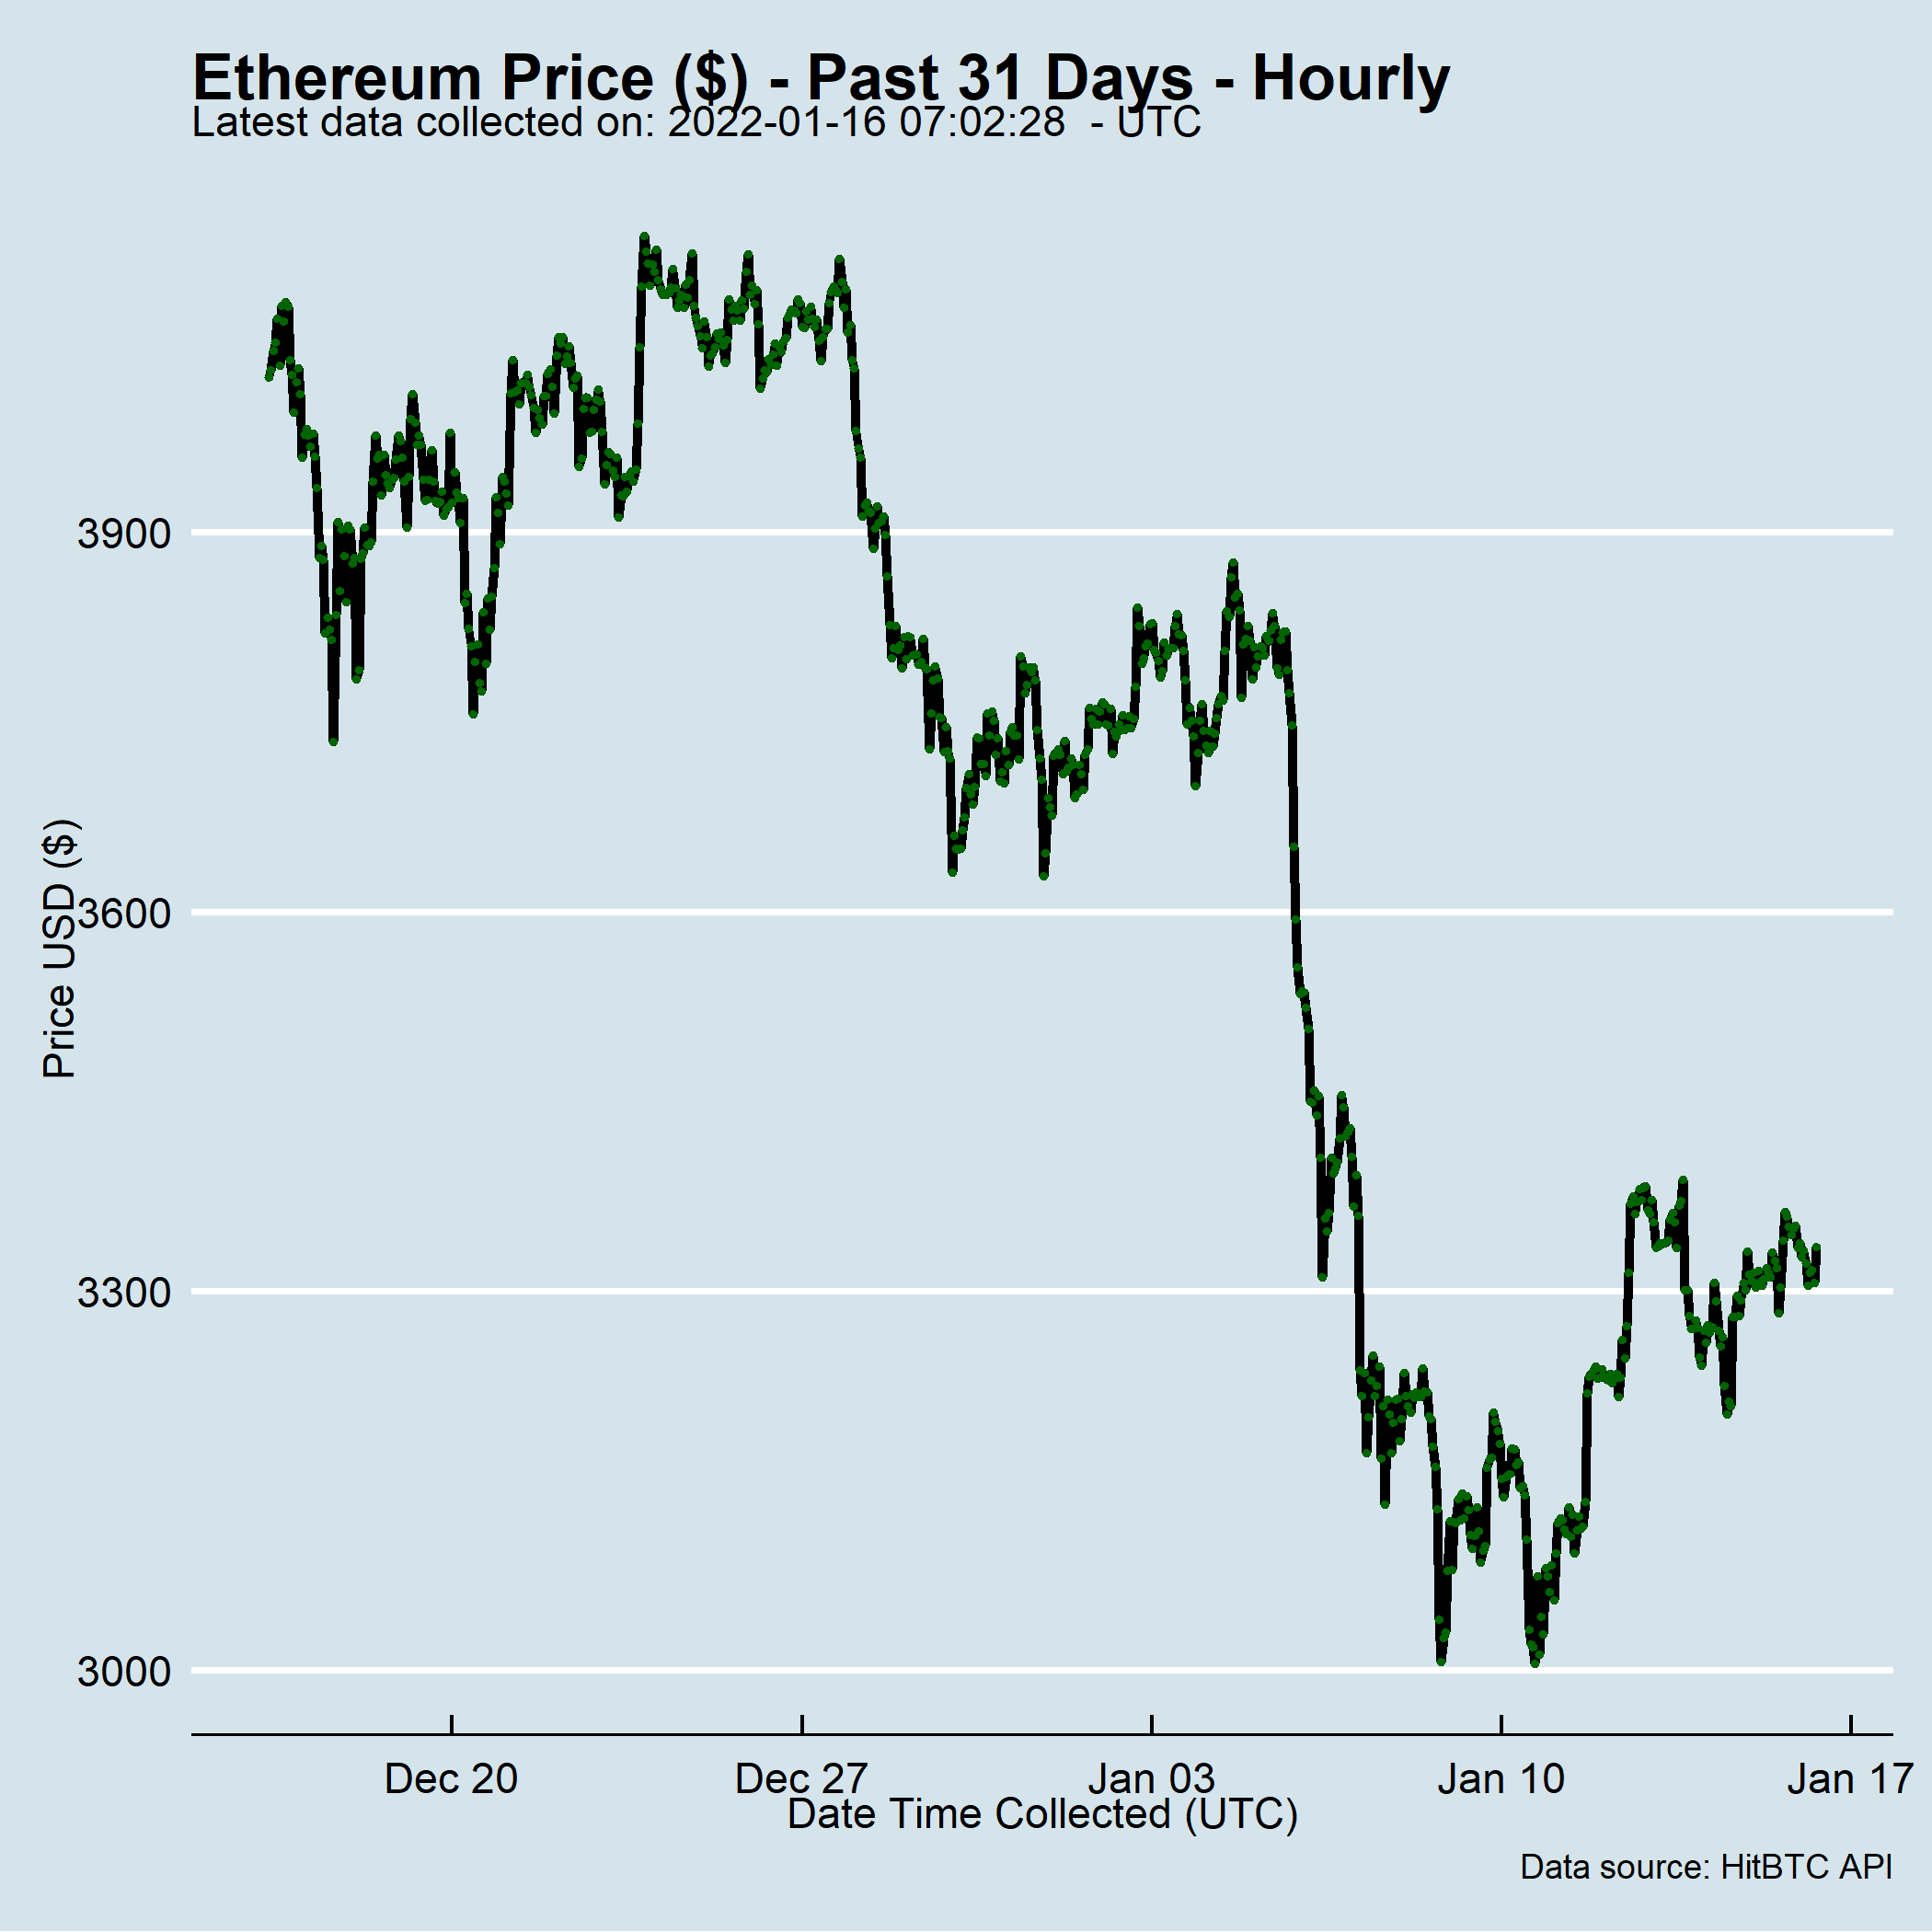 Ethereum Price ($) - Past 31 Days - Hourly
Latest data collected on: 2022-01-16 07:02:28  - UTC
3900
3600
3300
3000
Price USD ($)
Dec 20 Dec 27 Jan 03 Jan 10 Jan 17
Date Time Collected (UTC)
Data source: HitBTC API